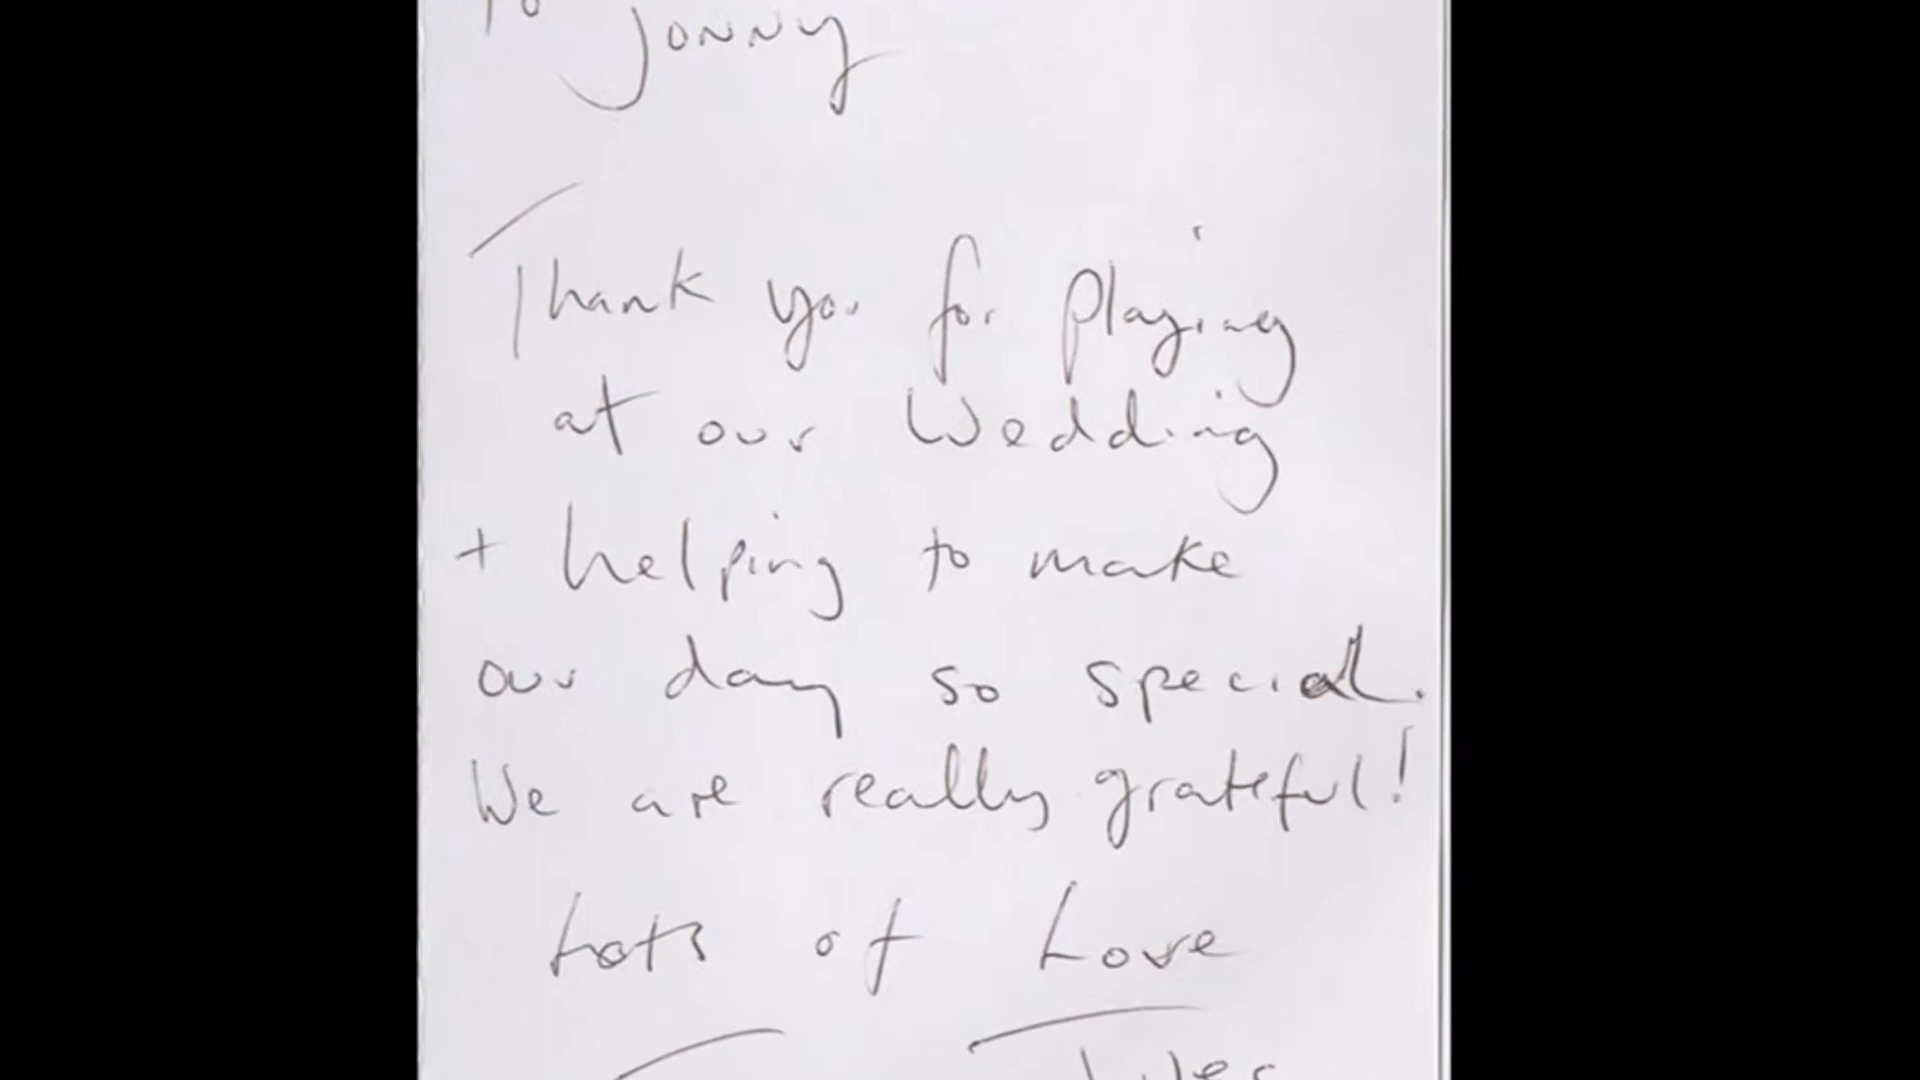 To Jonny
Thank you for playing
at our Wedding
+ helping to make
our day so special.
We are really grateful!
Lots of Love